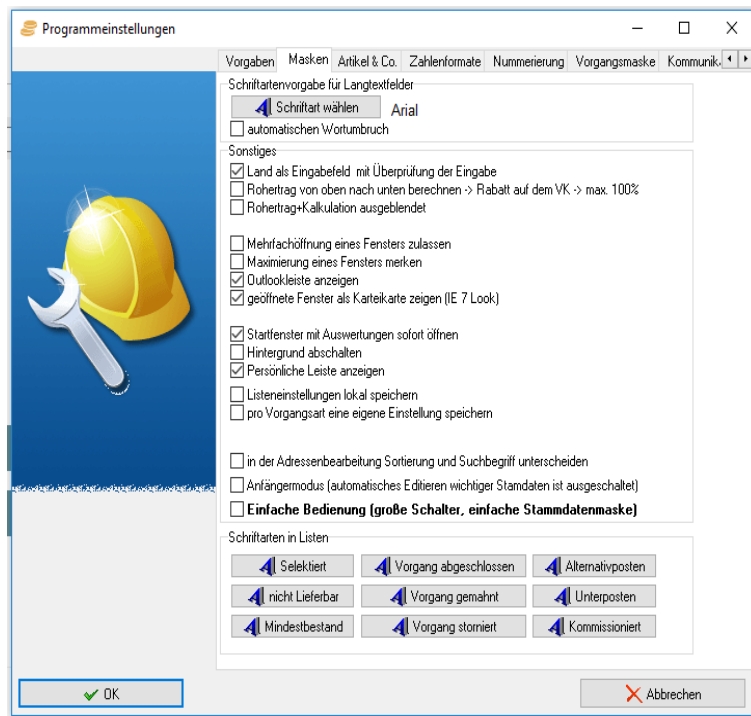 Programmeinstellungen
Vorgaben Masken Artikel & Co. Zahlenformate Nummerierung Vorgangsmaske Kommunik
Schriftartenvorgabe für Langtextfelder
Schriftart wählen Arial
automatischen Wortumbruch
Sonstiges
Land als Eingabefeld mit Überprüfung der Eingabe
Rohertrag von oben nach unten berechnen -> Rabatt auf dem VK -> max. 100%
Rohertrag+Kalkulation ausgeblendet
Mehrfachöffnung eines Fensters zulassen
Maximierung eines Fensters merken
Outlookleiste anzeigen
geöffnete Fenster als Karteikarte zeigen (IE 7 Look)
Startfenster mit Auswertungen sofort öffnen
Hintergrund abschalten
Persönliche Leiste anzeigen
Listeneinstellungen lokal speichern
pro Vorgangsart eine eigene Einstellung speichern
in der Adressenbearbeitung Sortierung und Suchbegriff unterscheiden
Anfängermodus (automatisches Editieren wichtiger Stamdaten ist ausgeschaltet)
Einfache Bedienung (große Schalter, einfache Stammdatenmaske)
Schriftarten in Listen
Selektiert Vorgang abgeschlossen Alternativposten
nicht Lieferbar Vorgang gemahnt Unterposten
Mindestbestand Vorgang storniert Kommissioniert
OK Abbrechen